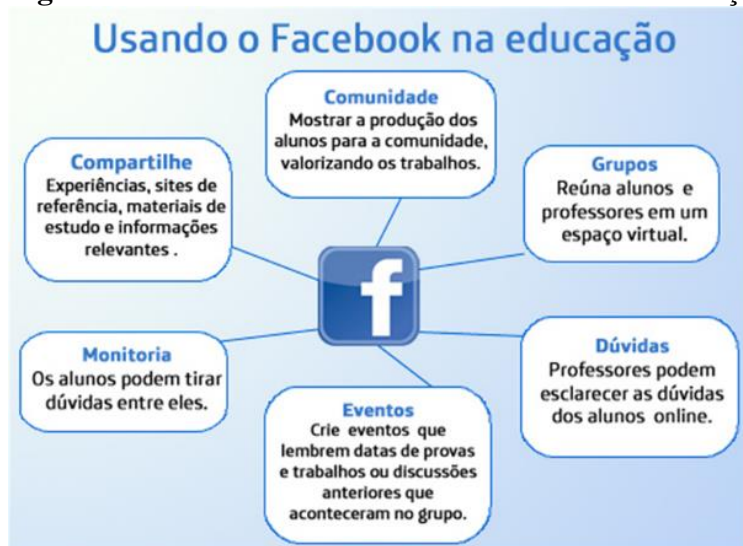 Usando o Facebook na educação
Comunidade
Mostrar a produção dos
alunos para a comunidade,
valorizando os trabalhos.
Compartilhe
Experiências, sites de
referência, materiais de
estudo e informações
relevantes .
Grupos
Reúna alunos e
professores em um
espaço virtual.
f
Monitoria
Os alunos podem tirar
dúvidas entre eles.
Dúvidas
Professores podem
esclarecer as dúvidas
dos alunos online.
Eventos
Crie eventos que
lembrem datas de provas
e trabalhos ou discussões
anteriores que
aconteceram no grupo.